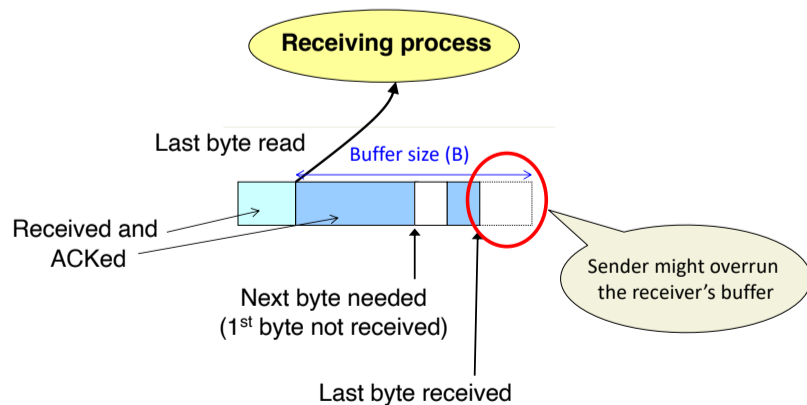 Receiving process
Last byte read
Buffer size (B)
Received and
ACKed
Sender might overrun
the receiver's buffer
Next byte needed
(1st byte not received)
Last byte received